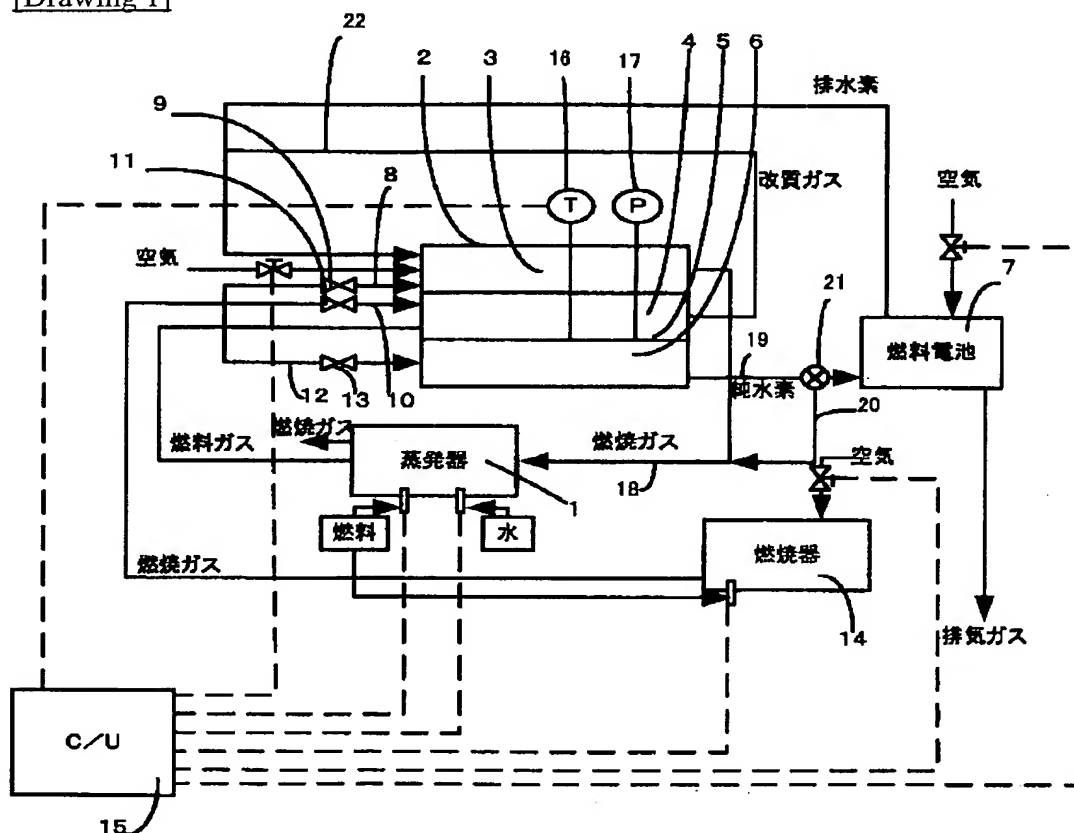 [Drawing 1]
22
2
3
16
17
4
5
6
排水素
9
11
8
改質ガス
空気
T
P
空気
7
燃料電池
21
19
純水素
20
12
13
10
燃料ガス
燃焼ガス
蒸発器
燃焼ガス
18
空気
1
燃料
水
燃焼ガス
燃焼器
14
排気ガス
C/U
15